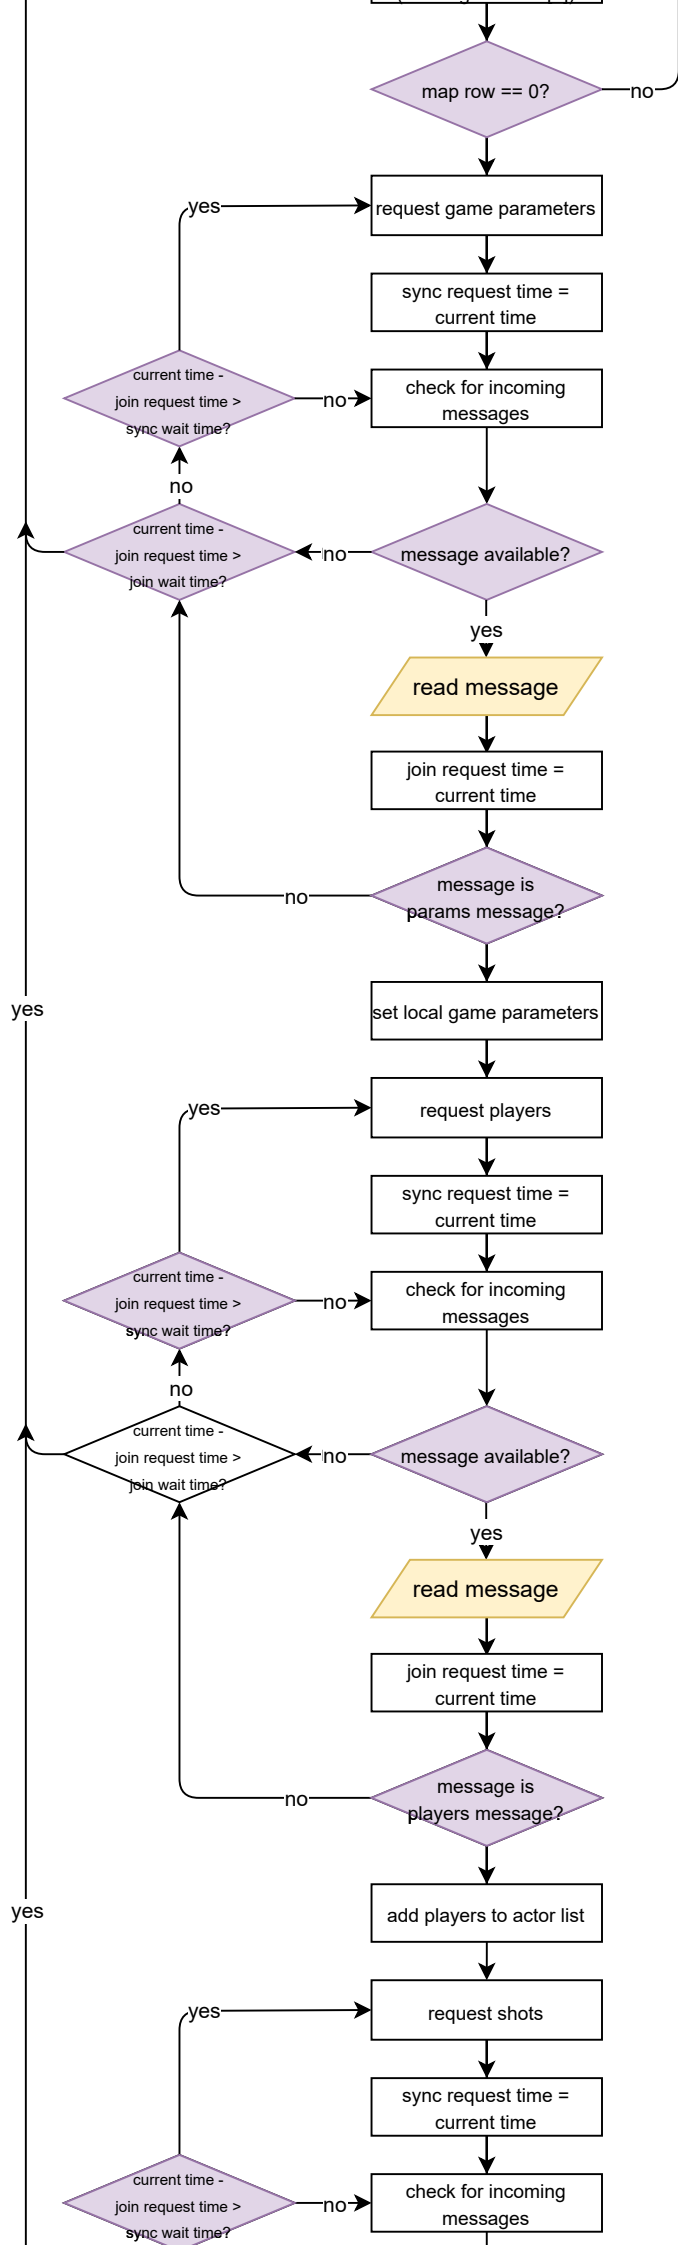 map row == 0?
no
yes
request game parameters
sync request time =
current time
current time -
join request time >
sync wait time?
no
check for incoming
messages
no
current time -
join request time >
join wait time?
no
message available?
yes
read message
join request time =
current time
message is
params message?
no
yes
set local game parameters
yes
request players
sync request time =
current time
current time -
join request time >
sync wait time?
no
check for incoming
messages
no
current time -
join request time >
join wait time?
no
message available?
yes
read message
join request time =
current time
message is
players message?
no
yes
add players to actor list
yes
request shots
sync request time =
current time
current time -
join request time >
sync wait time?
no
check for incoming
messages